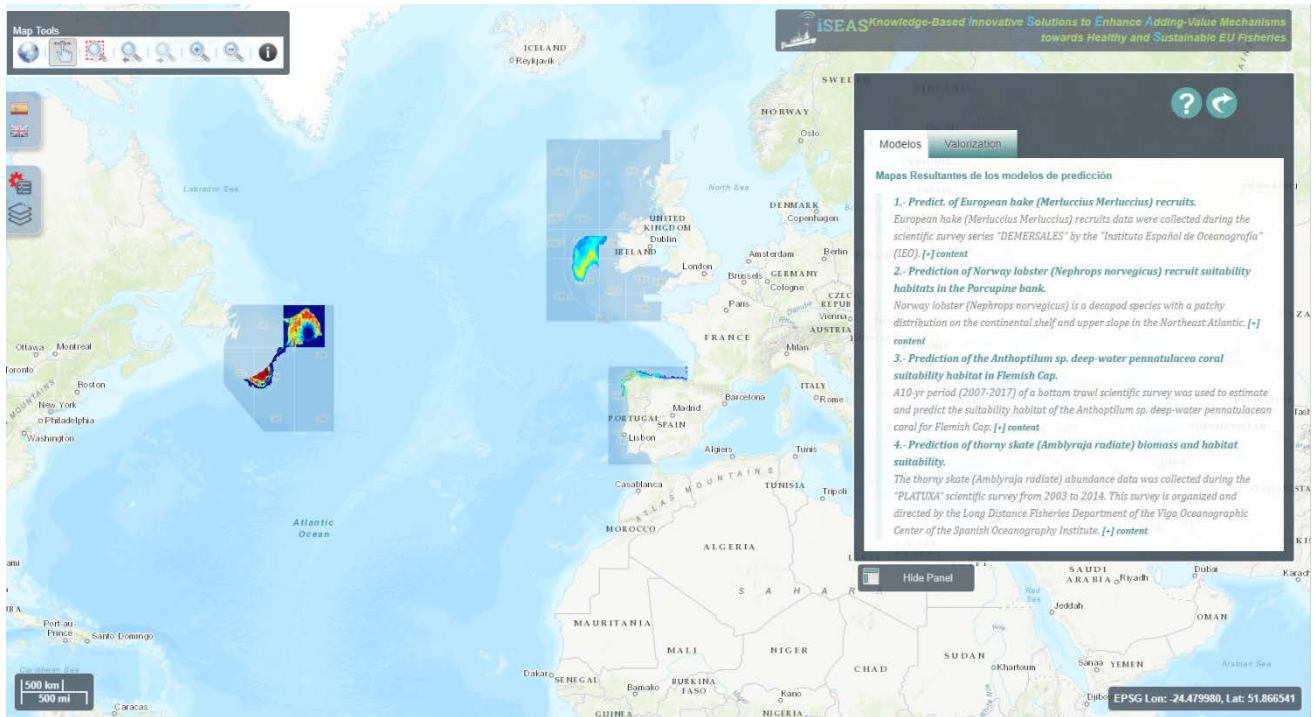 Map Tools
iSEAS
Knowledge-Based Innovative Solutions to Enhance Adding-Value Mechanisms
towards Healthy and Sustainable EU Fisheries
ICELAND
Reykjavik
NORWAY
Oslo
Modelos
Valorization
Mapas Resultantes de los modelos de predicción
1.- Predict. of European hake (Merluccius Merluccius) recruits.
European hake (Merluccius Merluccius) recruits data were collected during the
scientific survey series "DEMERSALES" by the "Instituto Español de Oceanografía"
(IEO). [+] content
2.- Prediction of Norway lobster (Nephrops norvegicus) recruit suitability
habitats in the Porcupine bank.
Norway lobster (Nephrops norvegicus) is a decapod species with a patchy
distribution on the continental shelf and upper slope in the Northeast Atlantic. [+]
content
3.- Prediction of the Anthoptilum sp. deep-water pennatulacea coral
suitability habitat in Flemish Cap.
A10-yr period (2007-2017) of a bottom trawl scientific survey was used to estimate
and predict the suitability habitat of the Anthoptilum sp. deep-water pennatulacean
coral for Flemish Cap. [+] content
4.- Prediction of thorny skate (Amblyraja radiate) biomass and habitat
suitability.
The thorny skate (Amblyraja radiate) abundance data was collected during the
"PLATUXA" scientific survey from 2003 to 2014. This survey is organized and
directed by the Long Distance Fisheries Department of the Vigo Oceanographic
Center of the Spanish Oceanography Institute. [+] content
Hide Panel
Labrador Sea
North Sea
DENMARK
Copenhagen
UNITED
KINGDOM
Dublin
IRELAND
Amsterdam
Berlin
London
Brussels
GERMANY
Cologne
Paris
Vienna
FRANCE
AUSTRIA
Milan
Ottawa
Montreal
Toronto
Boston
New York
Philadelphia
Washington
ITALY
Rome
Barcelona
Madrid
PORTUGAL
SPAIN
Lisbon
Algiers
Tunis
Casablanca
ATLAS MOUNTAINS
TUNISIA
Tripoli
MOROCCO
Atlantic
Ocean
ALGERIA
SAHARA
SAUDI
ARABIA
Riyadh
Dubai
Red
Sea
Jeddah
OMAN
Port-au-
Prince
Santo Domingo
MAURITANIA
MALI
NIGER
CHAD
SUDAN
Khartoum
Sanaa
YEMEN
Arabian Sea
Caribbean Sea
Dakar
SENEGAL
Bamako
BURKINA
FASO
Kano
NIGERIA
GUINEA
Caracas
500 km
500 mi
EPSG Lon: -24.479980, Lat: 51.866541